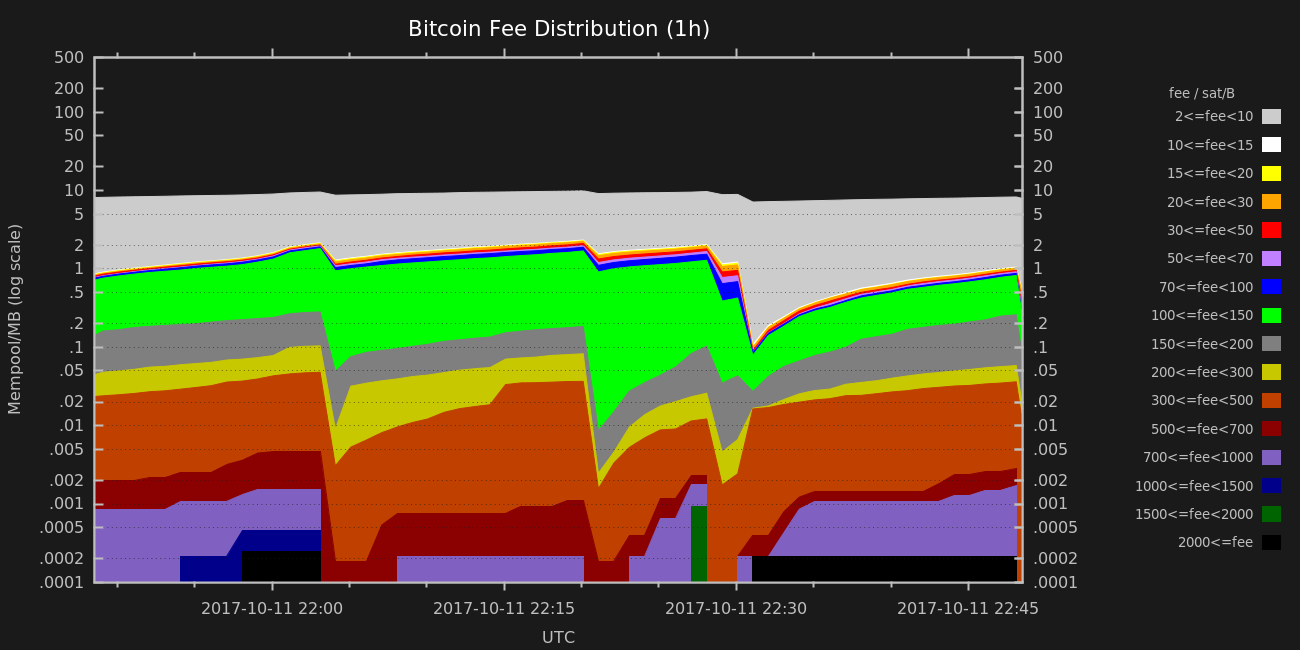 Bitcoin Fee Distribution (1h)
500 500
200 200
100 100
50 50
20 20
10 10
5 5
2 2
1 1
.5 .5
.2 .2
.1 .1
.05 .05
.02 .02
.01 .01
.005 .005
.002 .002
.001 .001
.0005 .0005
.0002 .0002
.0001 .0001
Mempool/MB (log scale)
2017-10-11 22:00 2017-10-11 22:15 2017-10-11 22:30 2017-10-11 22:45
UTC
fee / sat/B
2<=fee<10
10<=fee<15
15<=fee<20
20<=fee<30
30<=fee<50
50<=fee<70
70<=fee<100
100<=fee<150
150<=fee<200
200<=fee<300
300<=fee<500
500<=fee<700
700<=fee<1000
1000<=fee<1500
1500<=fee<2000
2000<=fee